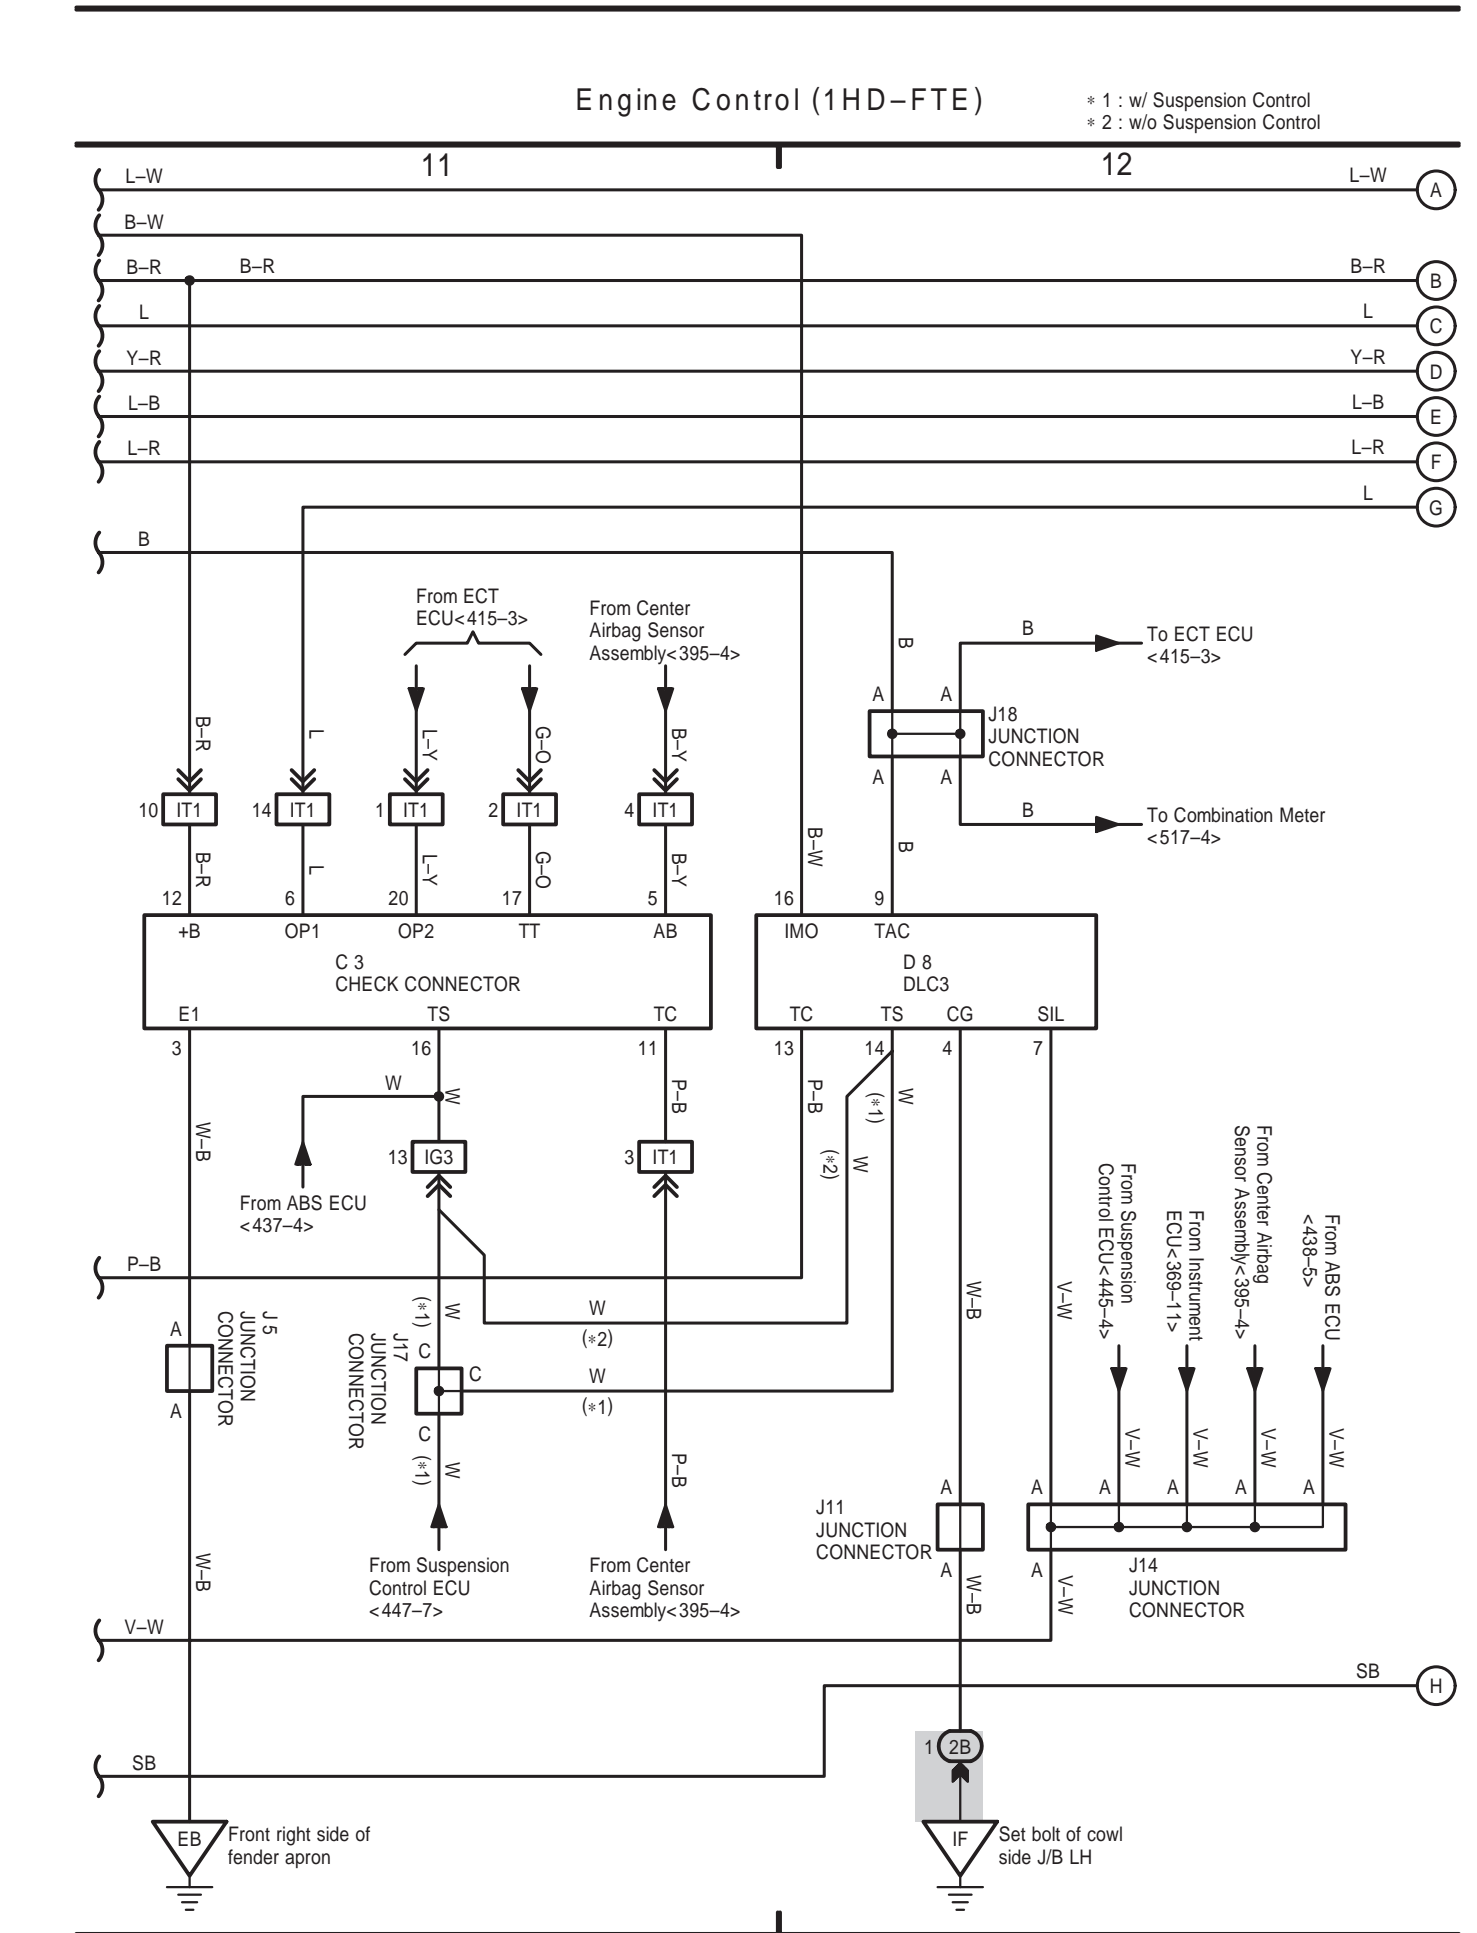 Engine Control (1HD–FTE)
∗ 1 : w/ Suspension Control
∗ 2 : w/o Suspension Control
11
12
L–W
L–W
A
B–W
B–R
B–R
B–R
B
L
L
C
Y–R
Y–R
D
L–B
L–B
E
L–R
L–R
F
L
G
B
From ECT
ECU<415–3>
From Center
Airbag Sensor
Assembly<395–4>
B
B
To ECT ECU
<415–3>
A
A
J18
JUNCTION
CONNECTOR
A
A
B
To Combination Meter
<517–4>
B–R
L
L–Y
G–O
B–Y
10
IT1
14
IT1
1
IT1
2
IT1
4
IT1
B–R
L
L–Y
G–O
B–Y
B–W
B
12
6
20
17
5
16
9
+B
OP1
OP2
TT
AB
IMO
TAC
C 3
CHECK CONNECTOR
D 8
DLC3
E1
TS
TC
TC
TS
CG
SIL
3
16
11
13
14
4
7
W
W
P–B
P–B
(∗1)
W
W–B
13
IG3
3
IT1
(∗2)
W
From ABS ECU
<437–4>
From Suspension
Control ECU<445–4>
From Instrument
ECU<369–11>
From Center Airbag
Sensor Assembly<395–4>
From ABS ECU
<438–5>
P–B
(∗1)
W
W
(∗2)
W–B
V–W
A
J 5
JUNCTION
CONNECTOR
A
J17
JUNCTION
CONNECTOR
C
C
W
(∗1)
C
(∗1)
W
P–B
V–W
V–W
V–W
V–W
A
A
A
A
A
A
J11
JUNCTION
CONNECTOR
A
A
J14
JUNCTION
CONNECTOR
W–B
V–W
From Suspension
Control ECU
<447–7>
From Center
Airbag Sensor
Assembly<395–4>
W–B
V–W
SB
H
1
2B
SB
EB
Front right side of
fender apron
IF
Set bolt of cowl
side J/B LH